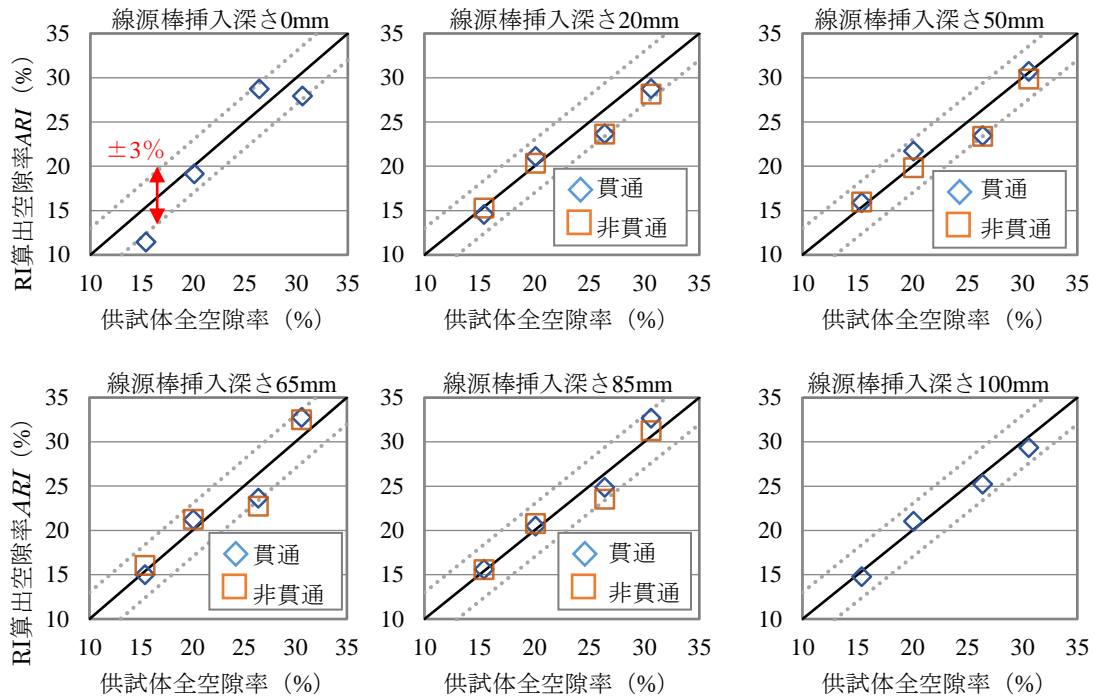 線源棒挿入深さ0mm
RI算出空隙率ARI (%)
35
30
25
20
15
10
±3%
10 15 20 25 30 35
供試体全空隙率 (%)
線源棒挿入深さ20mm
35
30
25
20
15
10
貫通
非貫通
10 15 20 25 30 35
供試体全空隙率 (%)
線源棒挿入深さ50mm
35
30
25
20
15
10
貫通
非貫通
10 15 20 25 30 35
供試体全空隙率 (%)
線源棒挿入深さ65mm
RI算出空隙率ARI (%)
35
30
25
20
15
10
貫通
非貫通
10 15 20 25 30 35
供試体全空隙率 (%)
線源棒挿入深さ85mm
35
30
25
20
15
10
貫通
非貫通
10 15 20 25 30 35
供試体全空隙率 (%)
線源棒挿入深さ100mm
35
30
25
20
15
10
10 15 20 25 30 35
供試体全空隙率 (%)